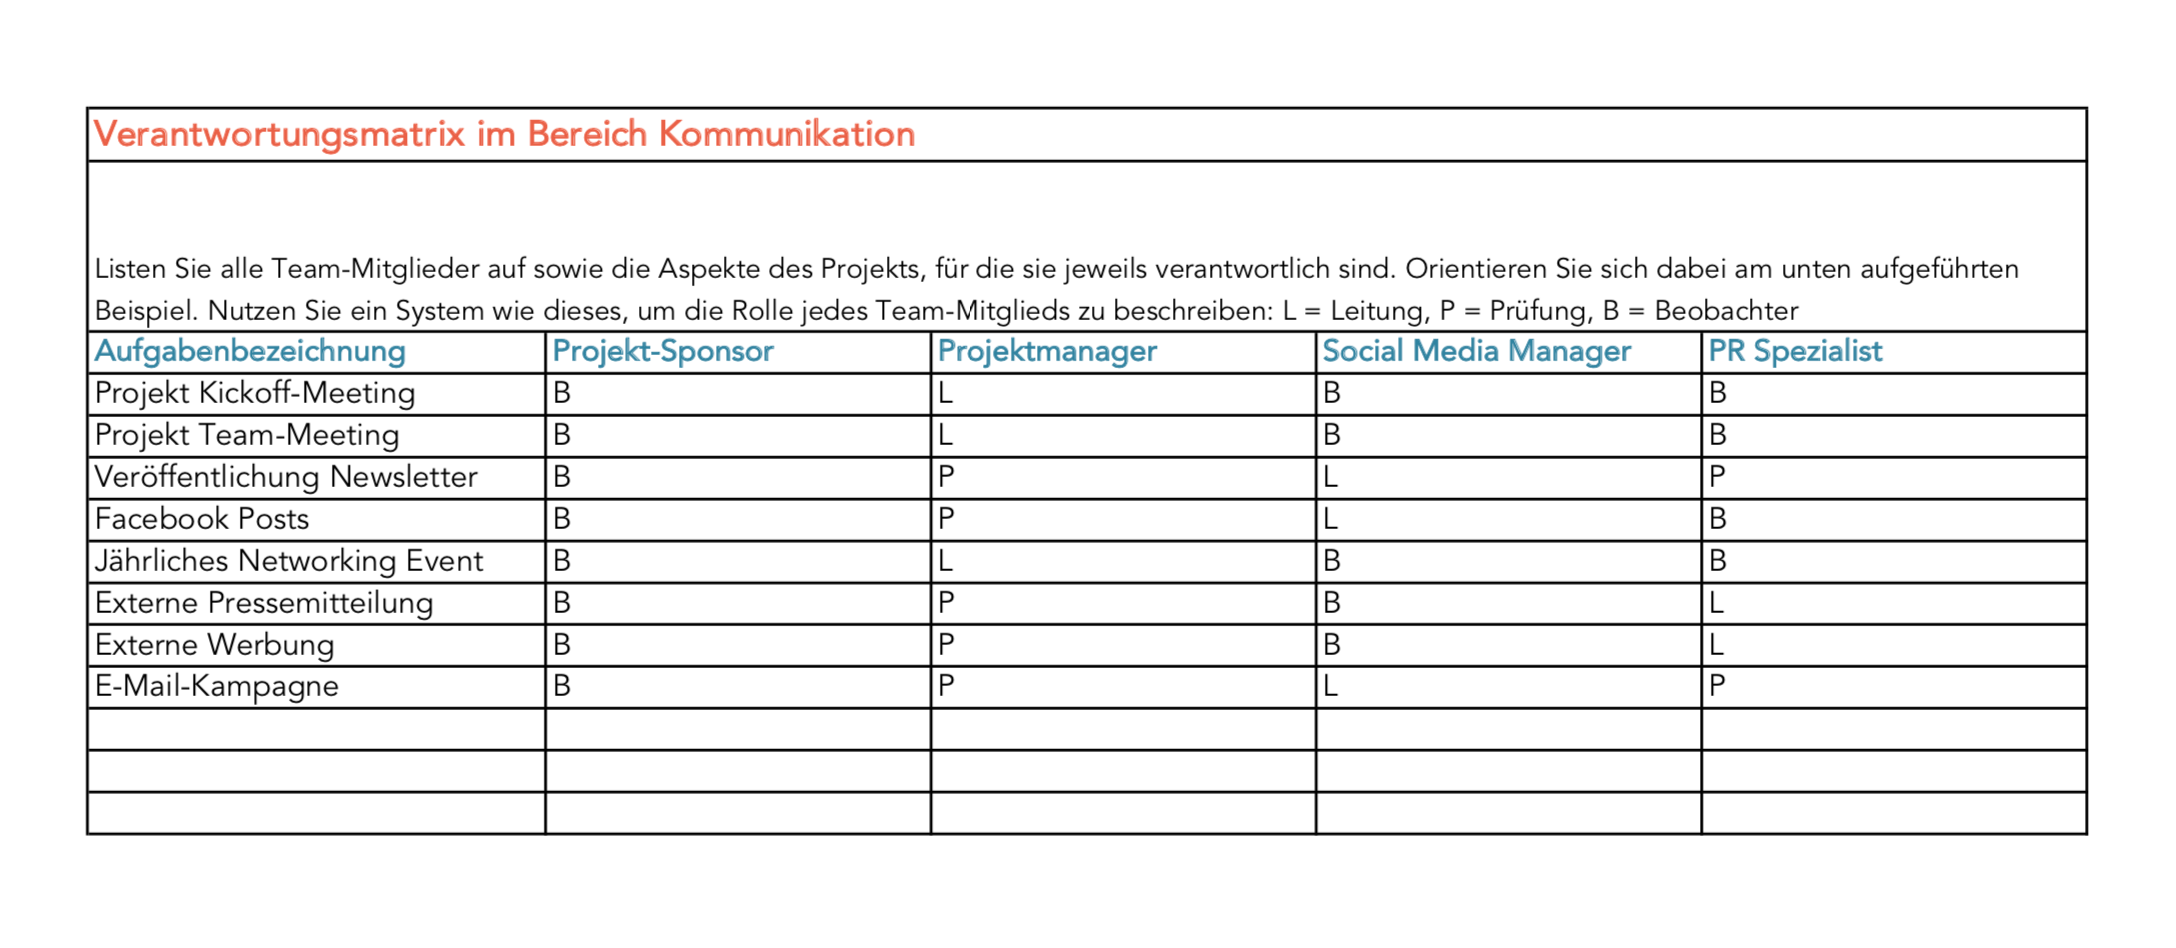 Verantwortungsmatrix im Bereich Kommunikation
Listen Sie alle Team-Mitglieder auf sowie die Aspekte des Projekts, für die sie jeweils verantwortlich sind. Orientieren Sie sich dabei am unten aufgeführten
Beispiel. Nutzen Sie ein System wie dieses, um die Rolle jedes Team-Mitglieds zu beschreiben: L = Leitung, P = Prüfung, B = Beobachter
Aufgabenbezeichnung Projekt-Sponsor Projektmanager Social Media Manager PR Spezialist
Projekt Kickoff-Meeting B L B B
Projekt Team-Meeting B L B B
Veröffentlichung Newsletter B P L P
Facebook Posts B P L B
Jährliches Networking Event B L B B
Externe Pressemitteilung B P B L
Externe Werbung B P B L
E-Mail-Kampagne B P L P